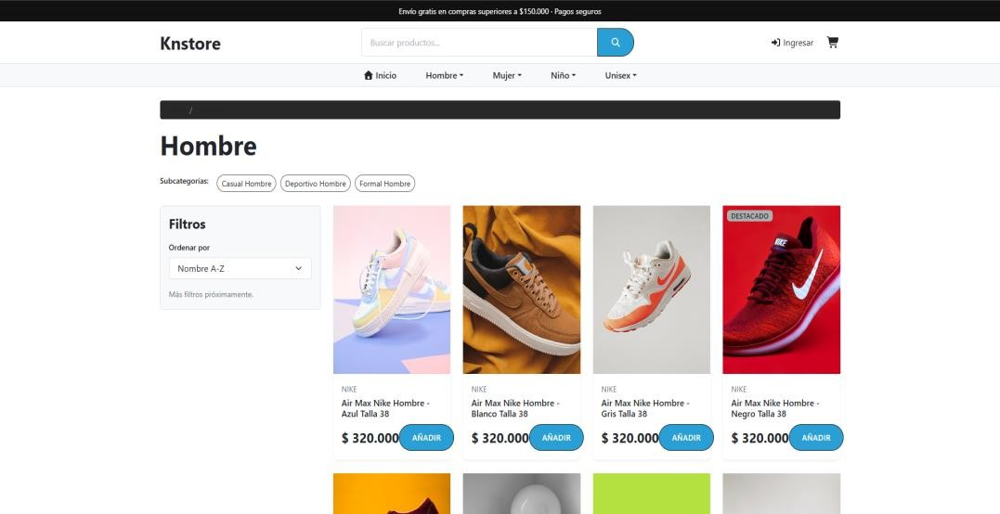 Envío gratis en compras superiores a $150.000 · Pagos seguros
Knstore
Buscar productos...
Ingresar
Inicio
Hombre
Mujer
Niño
Unisex
/
Hombre
Subcategorías:
Casual Hombre
Deportivo Hombre
Formal Hombre
Filtros
Ordenar por
Nombre A-Z
Más filtros próximamente.
NIKE
Air Max Nike Hombre -
Azul Talla 38
$ 320.000
AÑADIR
NIKE
Air Max Nike Hombre -
Blanco Talla 38
$ 320.000
AÑADIR
NIKE
Air Max Nike Hombre -
Gris Talla 38
$ 320.000
AÑADIR
DESTACADO
NIKE
NIKE
Air Max Nike Hombre -
Negro Talla 38
$ 320.000
AÑADIR